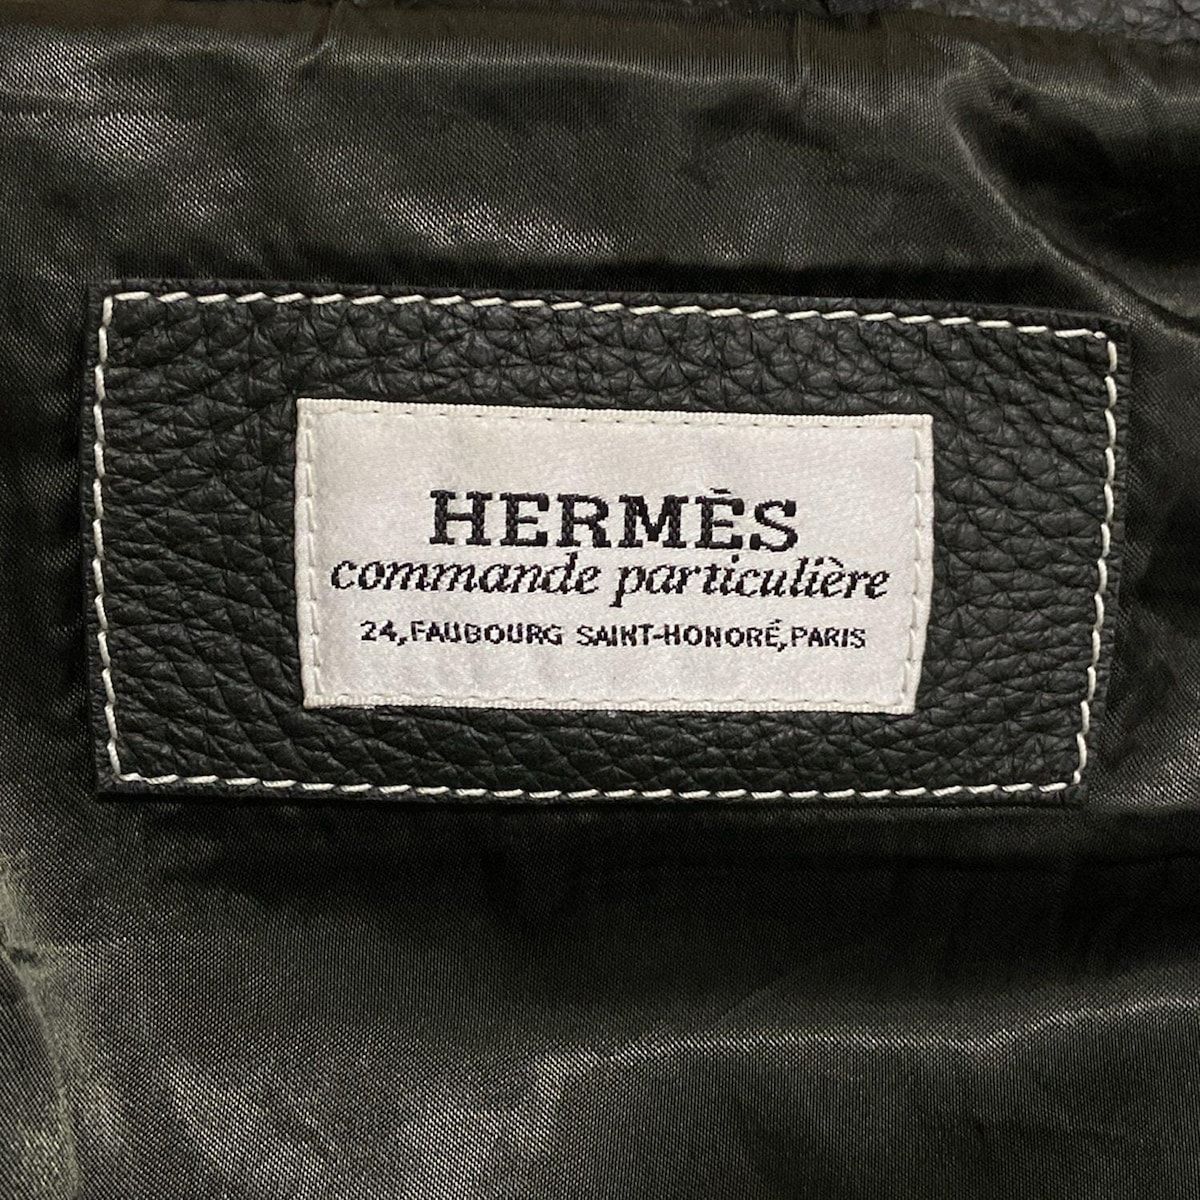 HERMÈS
commande particulière
24,FAUBOURG SAINT-HONORÉ,PARIS